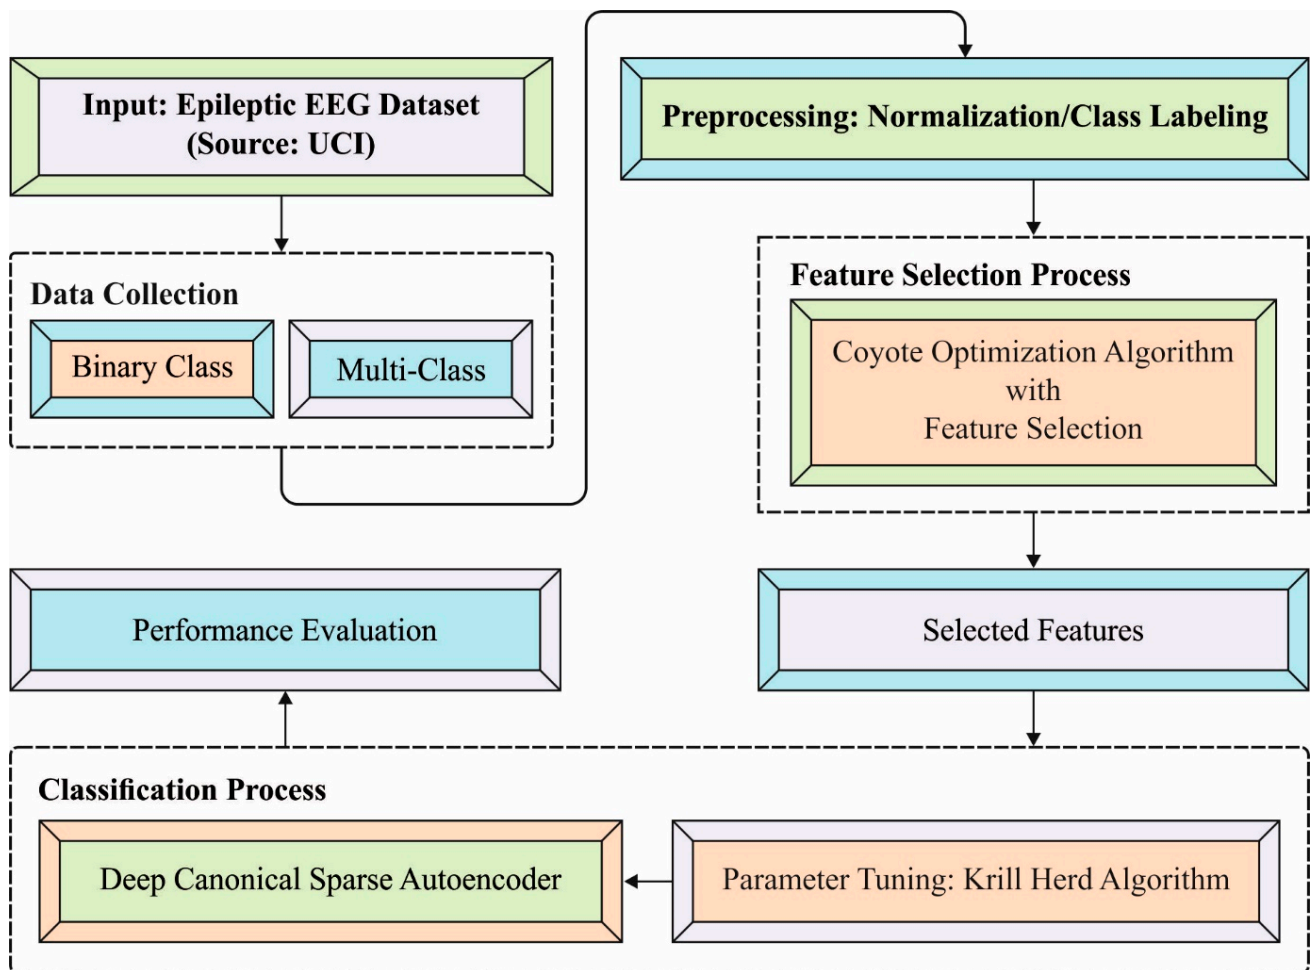 Input: Epileptic EEG Dataset
(Source: UCI)
Data Collection
Binary Class
Multi-Class
Preprocessing: Normalization/Class Labeling
Feature Selection Process
Coyote Optimization Algorithm
with
Feature Selection
Selected Features
Classification Process
Parameter Tuning: Krill Herd Algorithm
Deep Canonical Sparse Autoencoder
Performance Evaluation